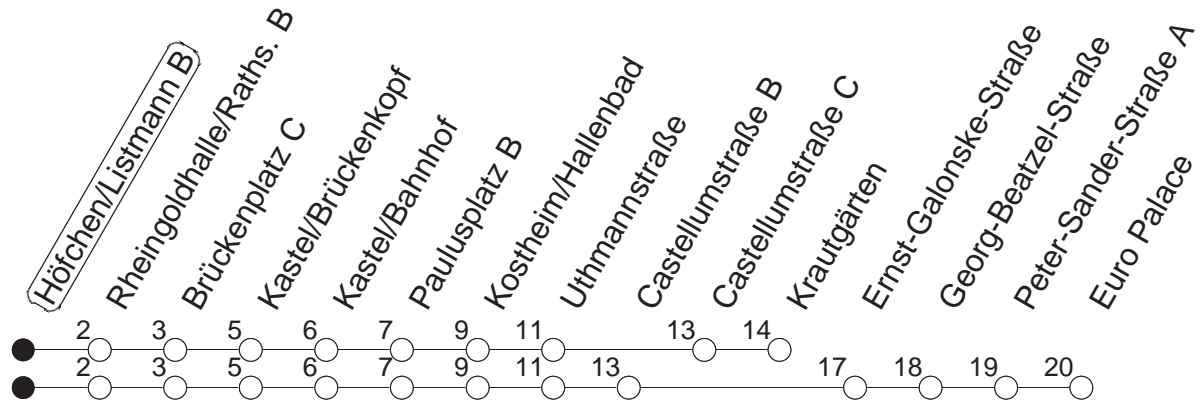 Höfchen/Listmann B
Rheingoldhalle/Raths. B
Brückenplatz C
Kastel/Brückenkopf
Kastel/Bahnhof
Paulusplatz B
Kostheim/Hallenbad
Uthmannstraße
Castellumstraße B
Castellumstraße C
Krautgärten
Ernst-Galonske-Straße
Georg-Beatzel-Straße
Peter-Sander-Straße A
Euro Palace
2 3 5 6 7 9 11 13 14
2 3 5 6 7 9 11 13 17 18 19 20